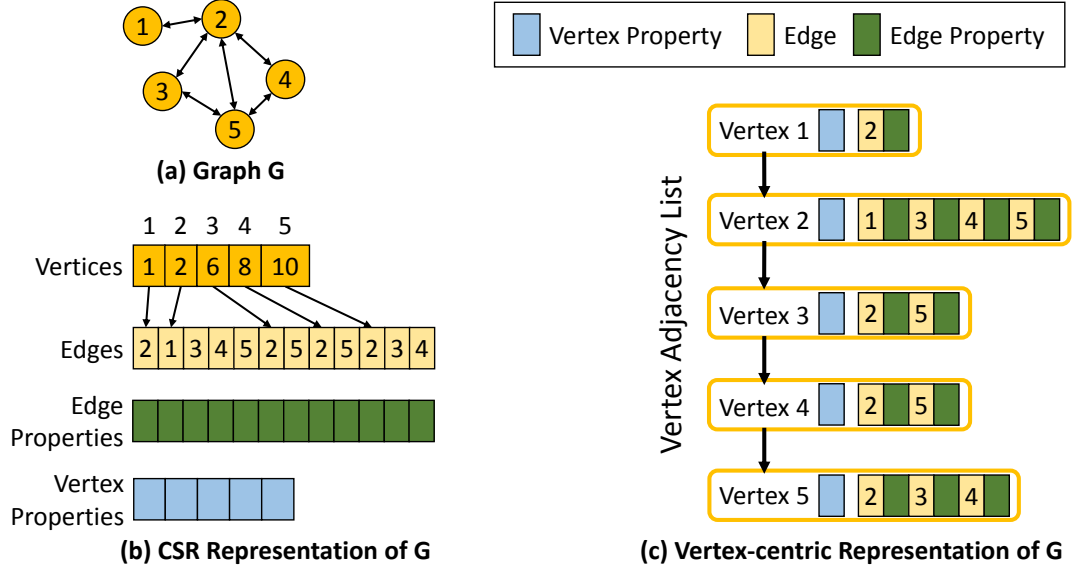 1
2
3
4
5
(a) Graph G
1 2 3 4 5
Vertices 1 2 6 8 10
Edges 2 1 3 4 5 2 5 2 5 2 3 4
Edge
Properties
Vertex
Properties
(b) CSR Representation of G
Vertex Property Edge Edge Property
Vertex Adjacency List
Vertex 1 2
Vertex 2 1 3 4 5
Vertex 3 2 5
Vertex 4 2 5
Vertex 5 2 3 4
(c) Vertex-centric Representation of G